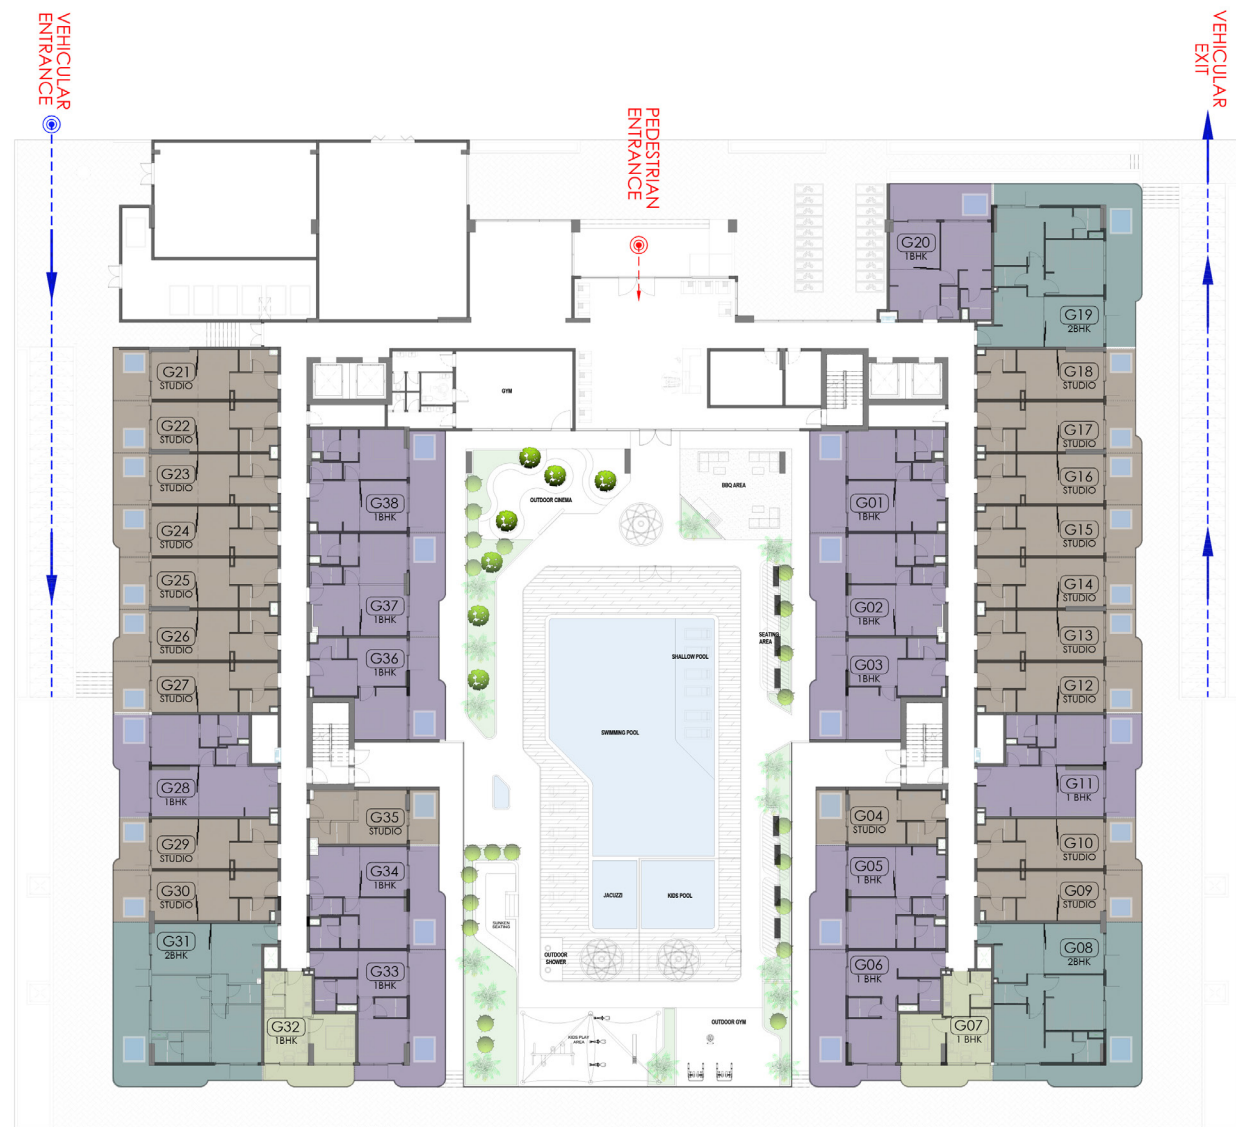 VEHICULAR
ENTRANCE
VEHICULAR
EXIT
PEDESTRIAN
ENTRANCE
G20
1BHK
G19
2BHK
G21
STUDIO
G22
STUDIO
G23
STUDIO
G24
STUDIO
G25
STUDIO
G26
STUDIO
G27
STUDIO
G28
1BHK
G29
STUDIO
G30
STUDIO
G31
2BHK
G32
1BHK
G38
1BHK
G37
1BHK
G36
1BHK
G35
STUDIO
G34
1BHK
G33
1BHK
GYM
OUTDOOR CINEMA
BBQ AREA
SEATING
AREA
SHALLOW POOL
SWIMMING POOL
JACUZZI
KIDS POOL
SUNKEN
SEATING
OUTDOOR
SHOWER
KIDS PLAY
AREA
OUTDOOR GYM
G01
1BHK
G02
1BHK
G03
1BHK
G04
STUDIO
G05
1 BHK
G06
1 BHK
G07
1 BHK
G18
STUDIO
G17
STUDIO
G16
STUDIO
G15
STUDIO
G14
STUDIO
G13
STUDIO
G12
STUDIO
G11
1 BHK
G10
STUDIO
G09
STUDIO
G08
2BHK